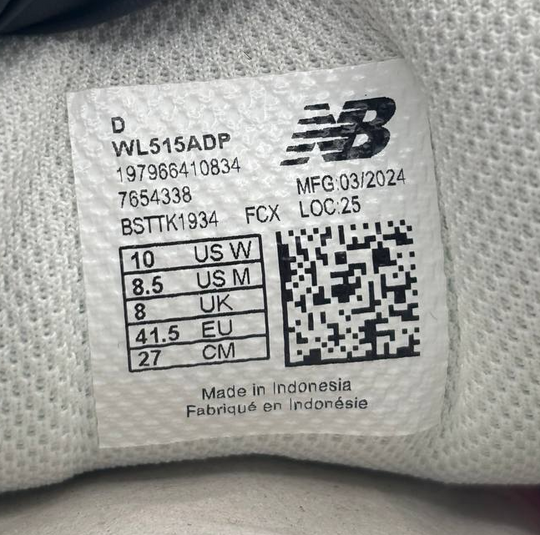 D
WL515ADP
197966410834
7654338
BSTTK1934 FCX
NB
MFG:03/2024
LOC:25
10 US W
8.5 US M
8 UK
41.5 EU
27 CM
Made in Indonesia
Fabriqué en Indonésie